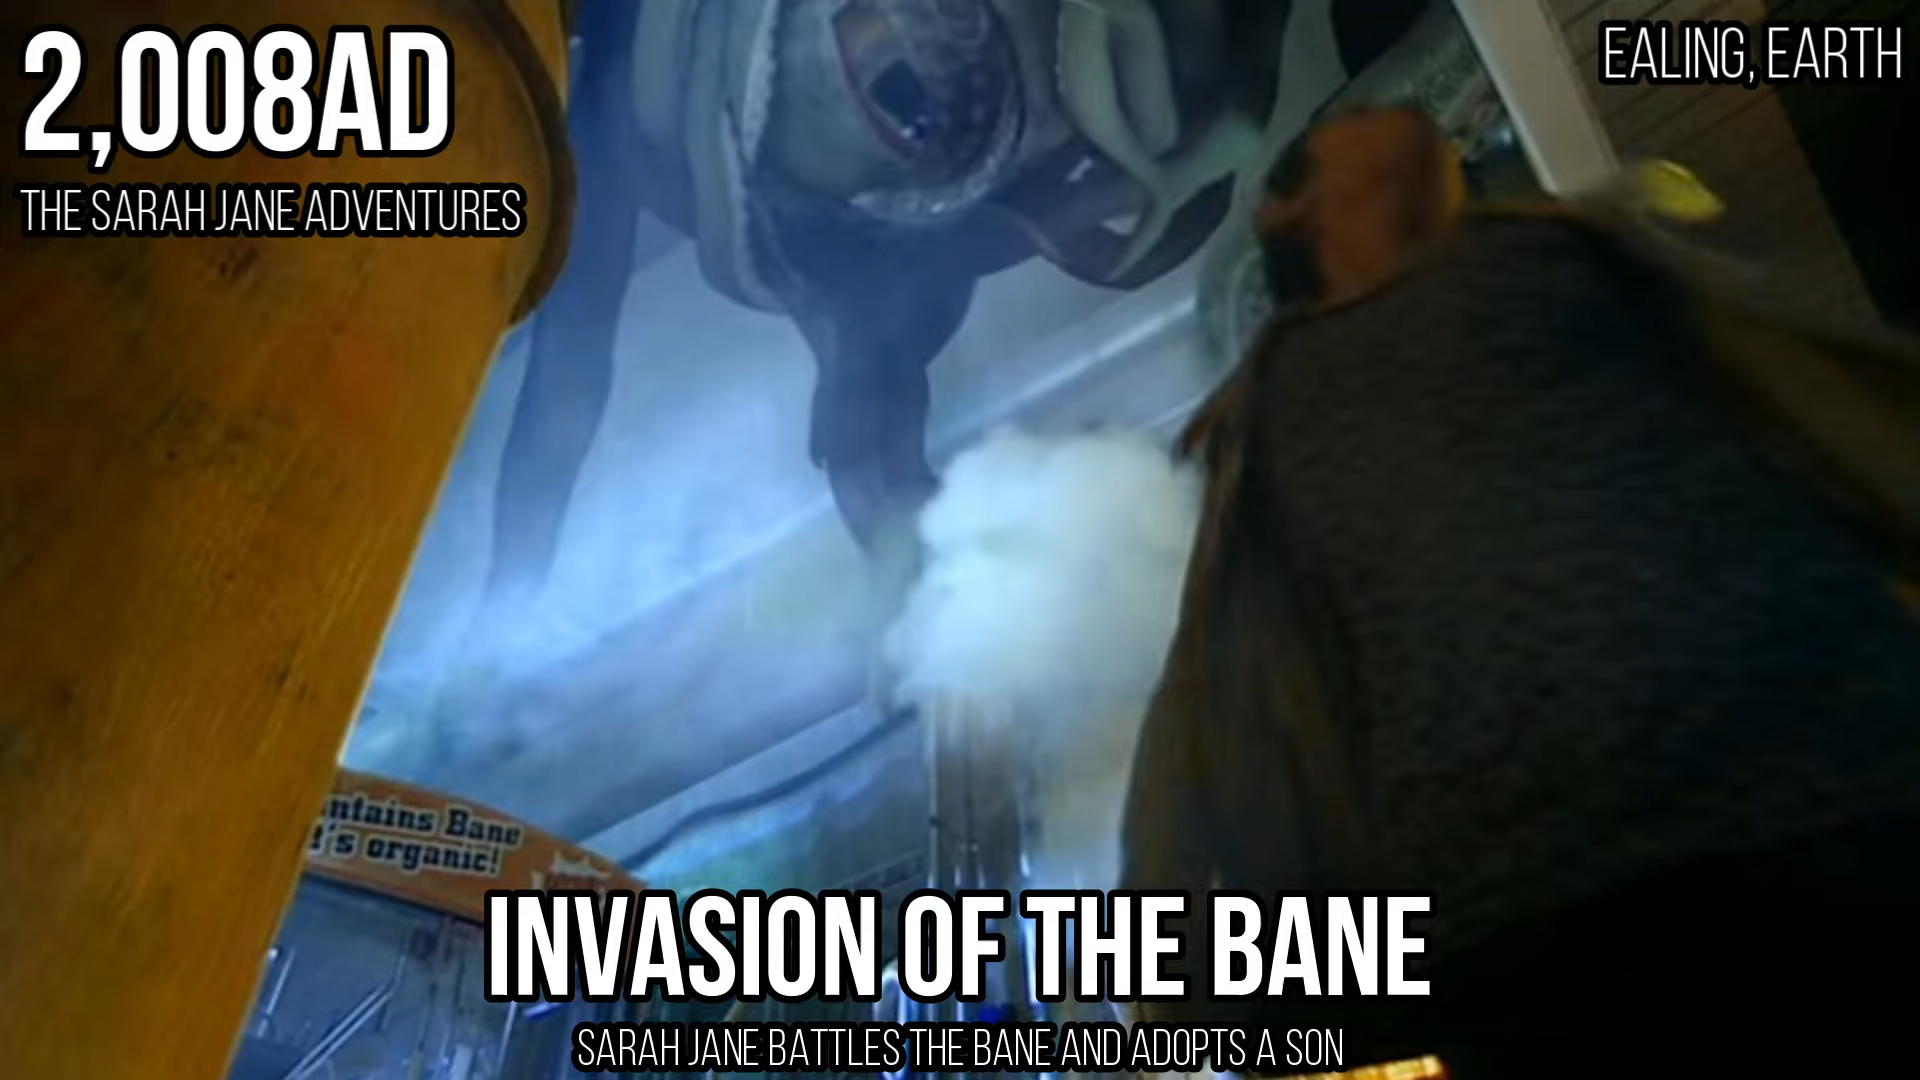 2,008AD
EALING, EARTH
THE SARAH JANE ADVENTURES
Bane
organic!
INVASION OF THE BANE
SARAH JANE BATTLES THE BANE AND ADOPTS A SON